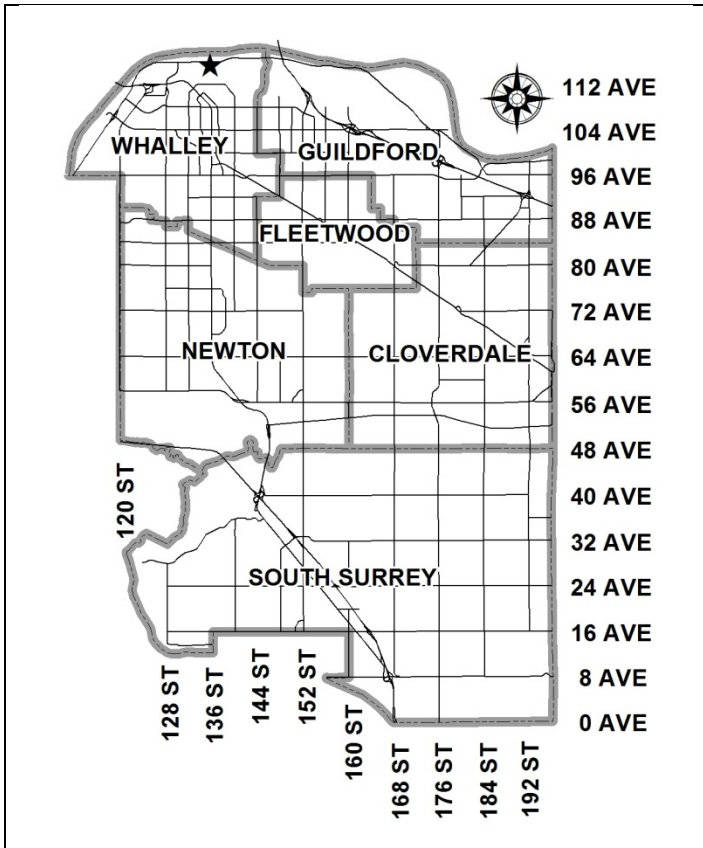 112 AVE
104 AVE
WHALLEY
GUILDFORD
96 AVE
88 AVE
FLEETWOOD
80 AVE
72 AVE
NEWTON
CLOVERDALE
64 AVE
56 AVE
48 AVE
120 ST
40 AVE
32 AVE
SOUTH SURREY
24 AVE
16 AVE
128 ST
136 ST
144 ST
152 ST
160 ST
168 ST
176 ST
184 ST
192 ST
8 AVE
0 AVE